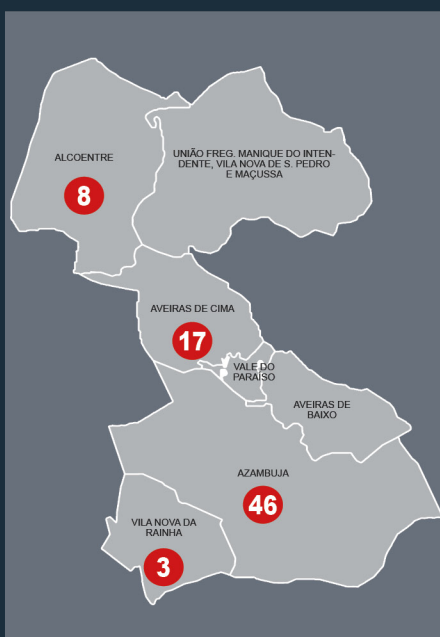 ALCOENTRE
8
UNIÃO FREG. MANIQUE DO INTEN-
DENTE, VILA NOVA DE S. PEDRO
E MAÇUSSA
AVEIRAS DE CIMA
17
VALE DO
PARAÍSO
AVEIRAS DE
BAIXO
AZAMBUJA
46
VILA NOVA DA
RAINHA
3